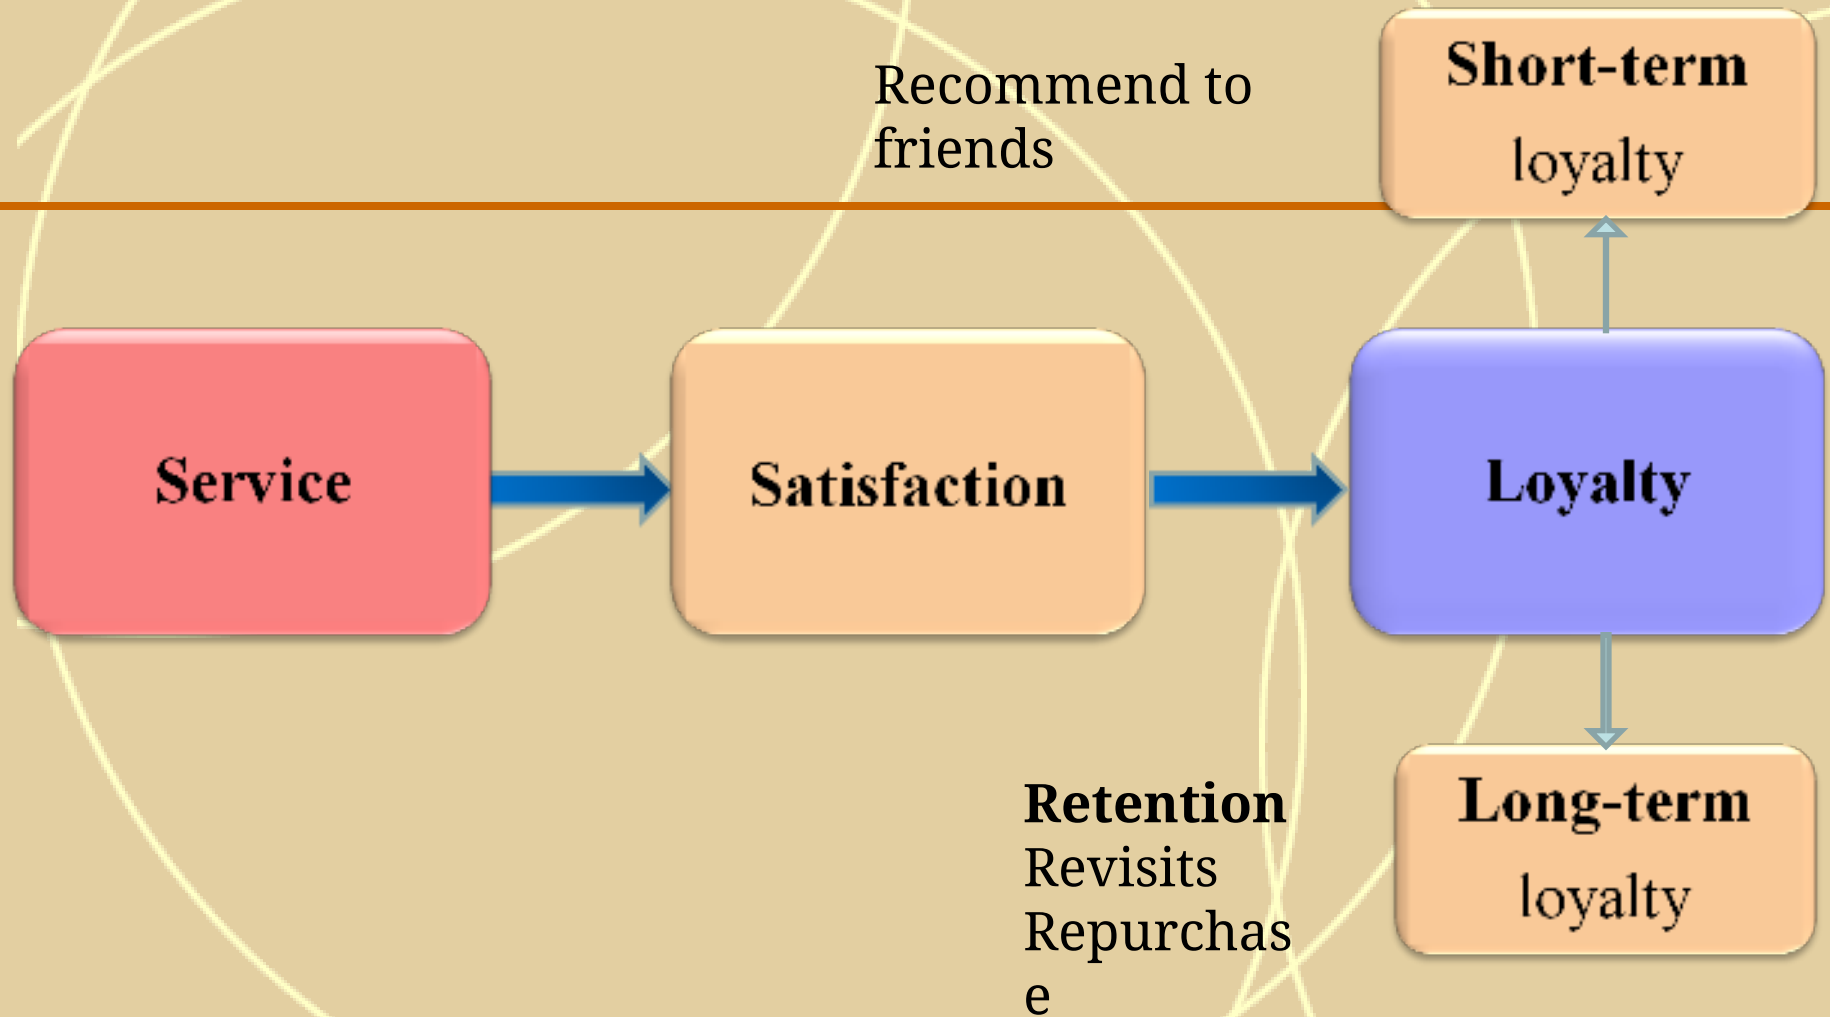 Recommend to
friends
Short-term
loyalty
Service
Satisfaction
Loyalty
Retention
Revisits
Repurchas
e
Long-term
loyalty